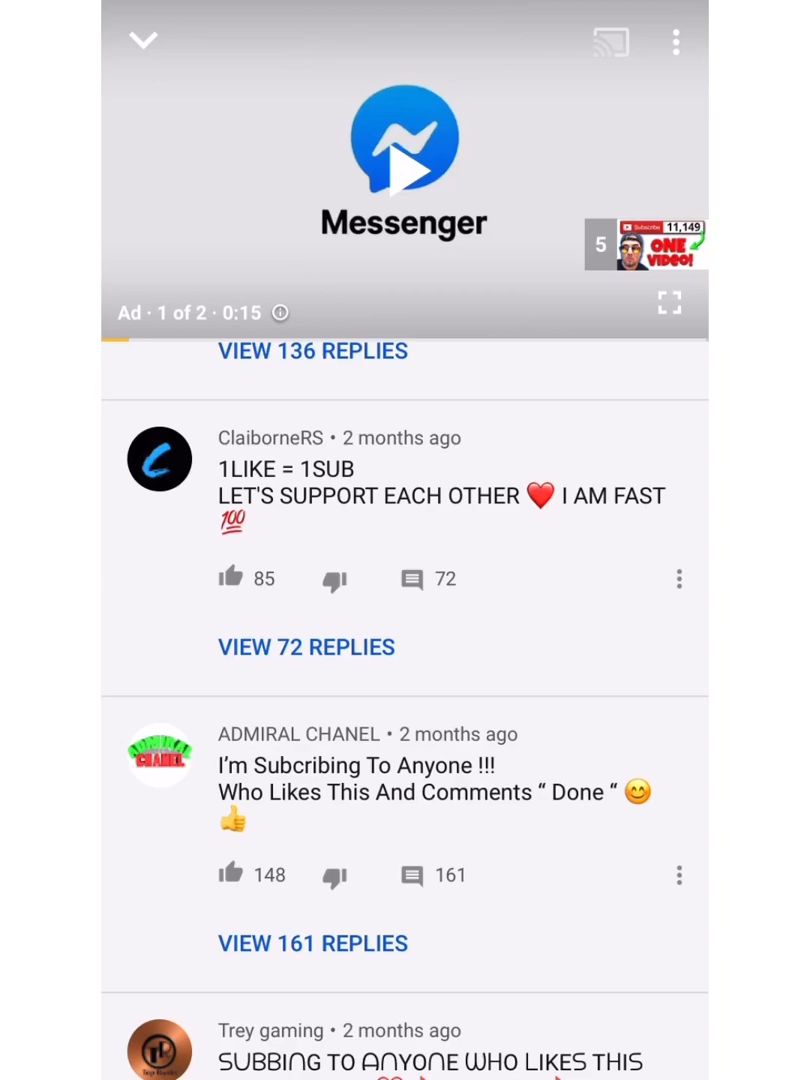 Messenger
5
Subscribe 11,149
ONE
VIDEO!
Ad · 1 of 2 · 0:15
VIEW 136 REPLIES
ClaiborneRS • 2 months ago
1LIKE = 1SUB
LET'S SUPPORT EACH OTHER ❤️ I AM FAST
💯
85 72
VIEW 72 REPLIES
ADMIRAL CHANEL
ADMIRAL CHANEL • 2 months ago
I’m Subcribing To Anyone !!!
Who Likes This And Comments “ Done “ 😊
👍
148 161
VIEW 161 REPLIES
Trey gaming • 2 months ago
SUBBING TO ANYONE WHO LIKES THIS